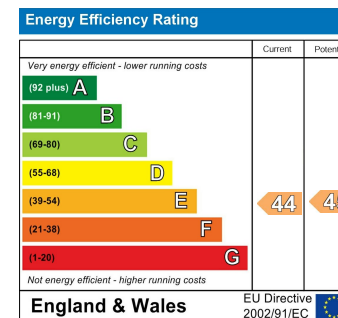 Energy Efficiency Rating
Current Potent
Very energy efficient - lower running costs
(92 plus) A
(81-91) B
(69-80) C
(55-68) D
(39-54) E 44
(21-38) F
(1-20) G
Not energy efficient - higher running costs
England & Wales
EU Directive
2002/91/EC